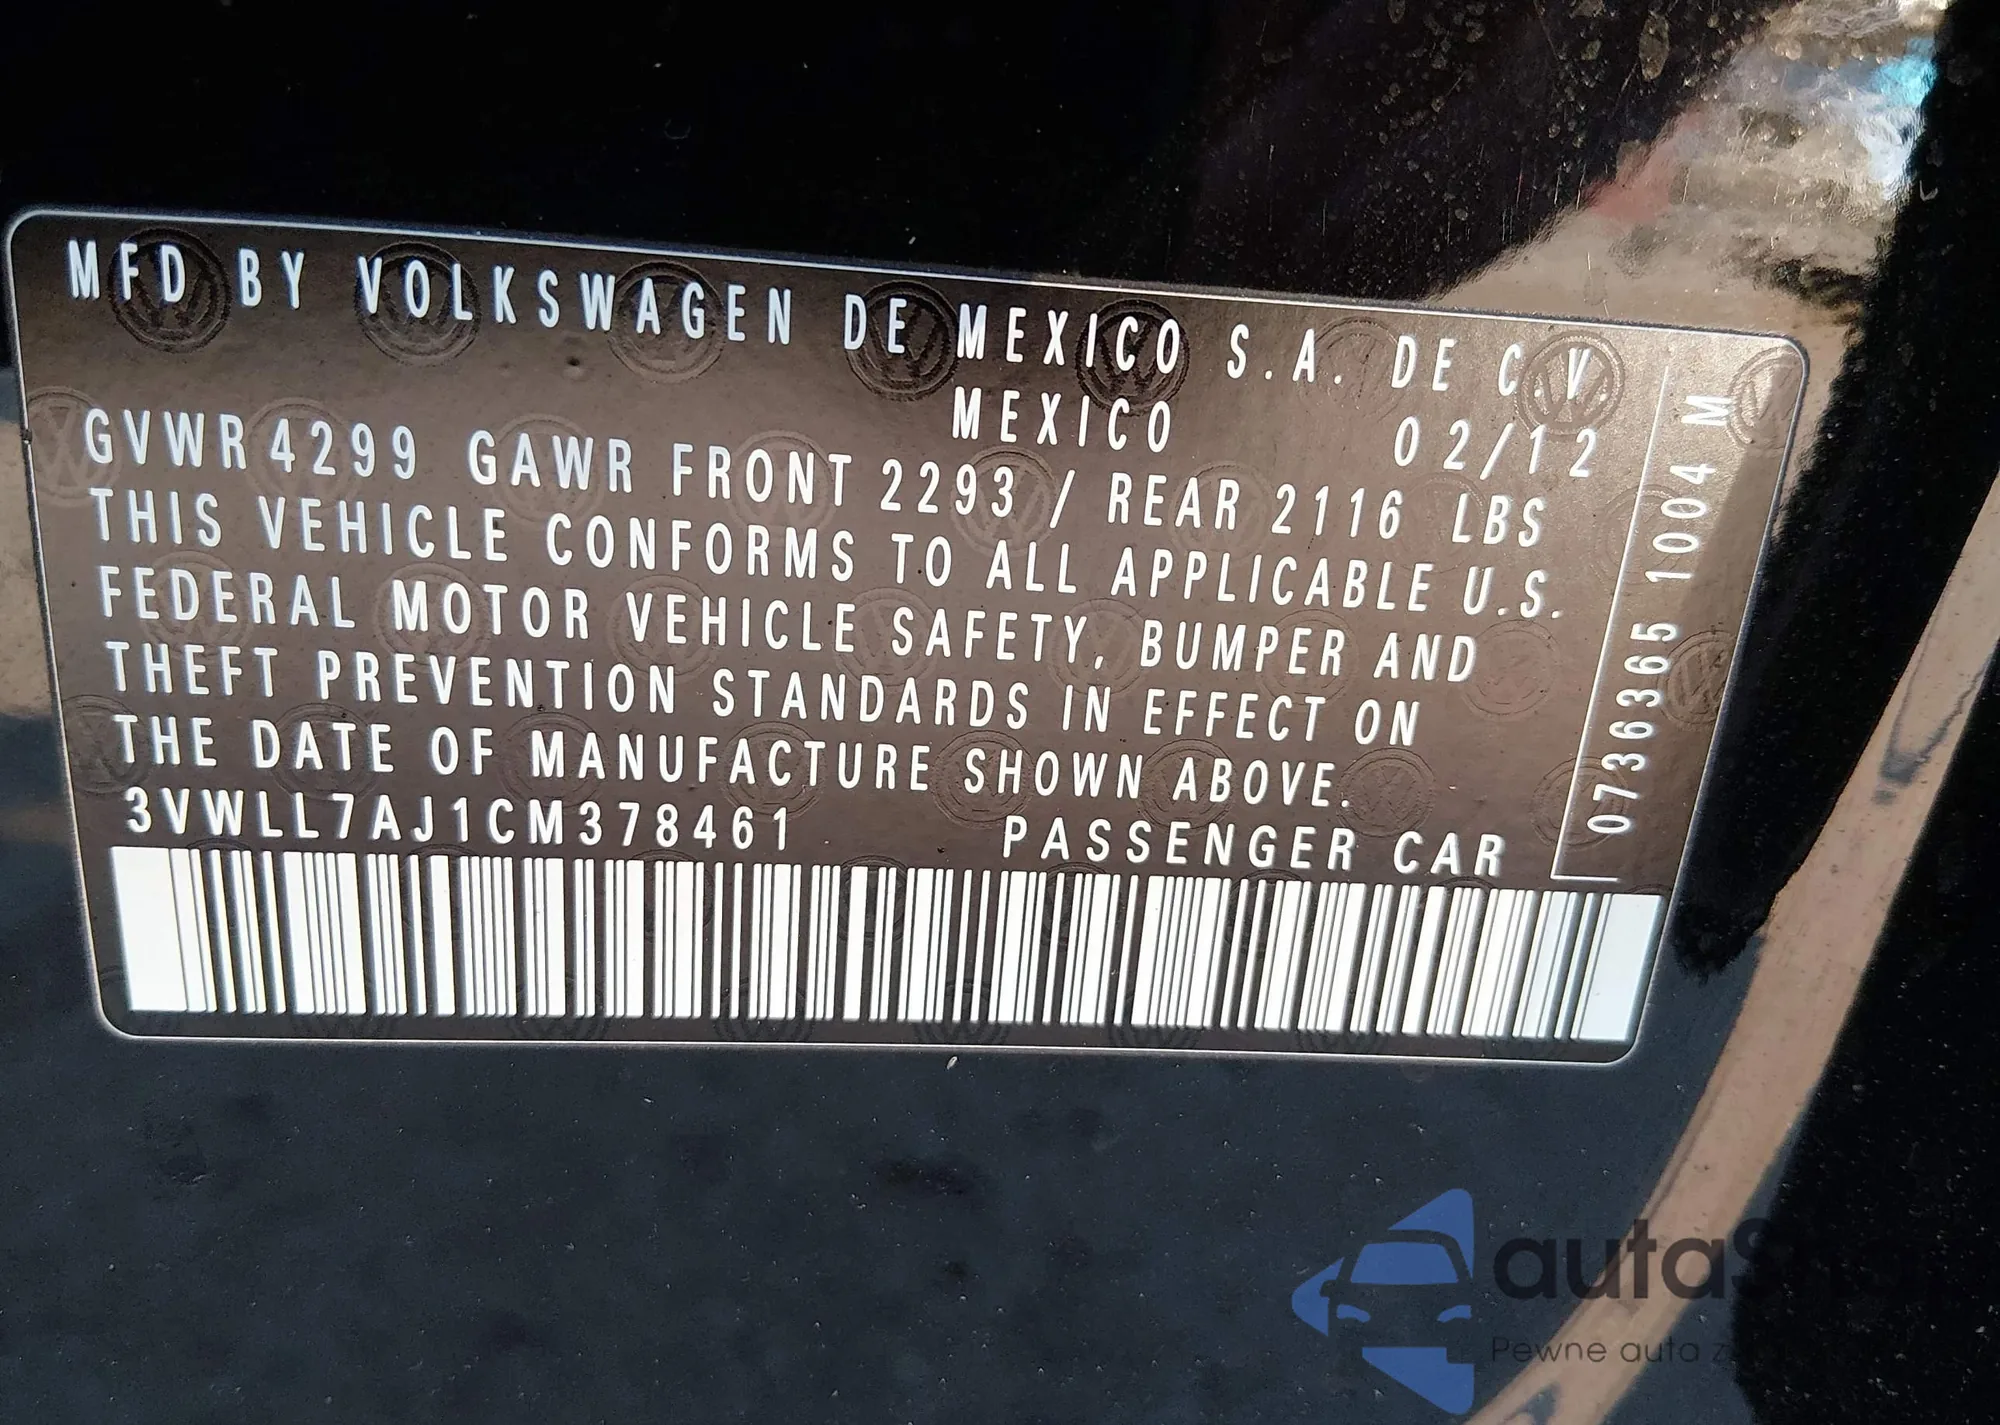 MFD BY VOLKSWAGEN DE MEXICO S.A. DE C.V
MEXICO 02/12
GVWR 4299 GAWR FRONT 2293 / REAR 2116 LBS
THIS VEHICLE CONFORMS TO ALL APPLICABLE U.S.
FEDERAL MOTOR VEHICLE SAFETY, BUMPER AND
THEFT PREVENTION STANDARDS IN EFFECT ON
THE DATE OF MANUFACTURE SHOWN ABOVE.
3VWLL7AJ1CM378461 PASSENGER CAR
0736365 1004 M
autaSho
Pewne auto z